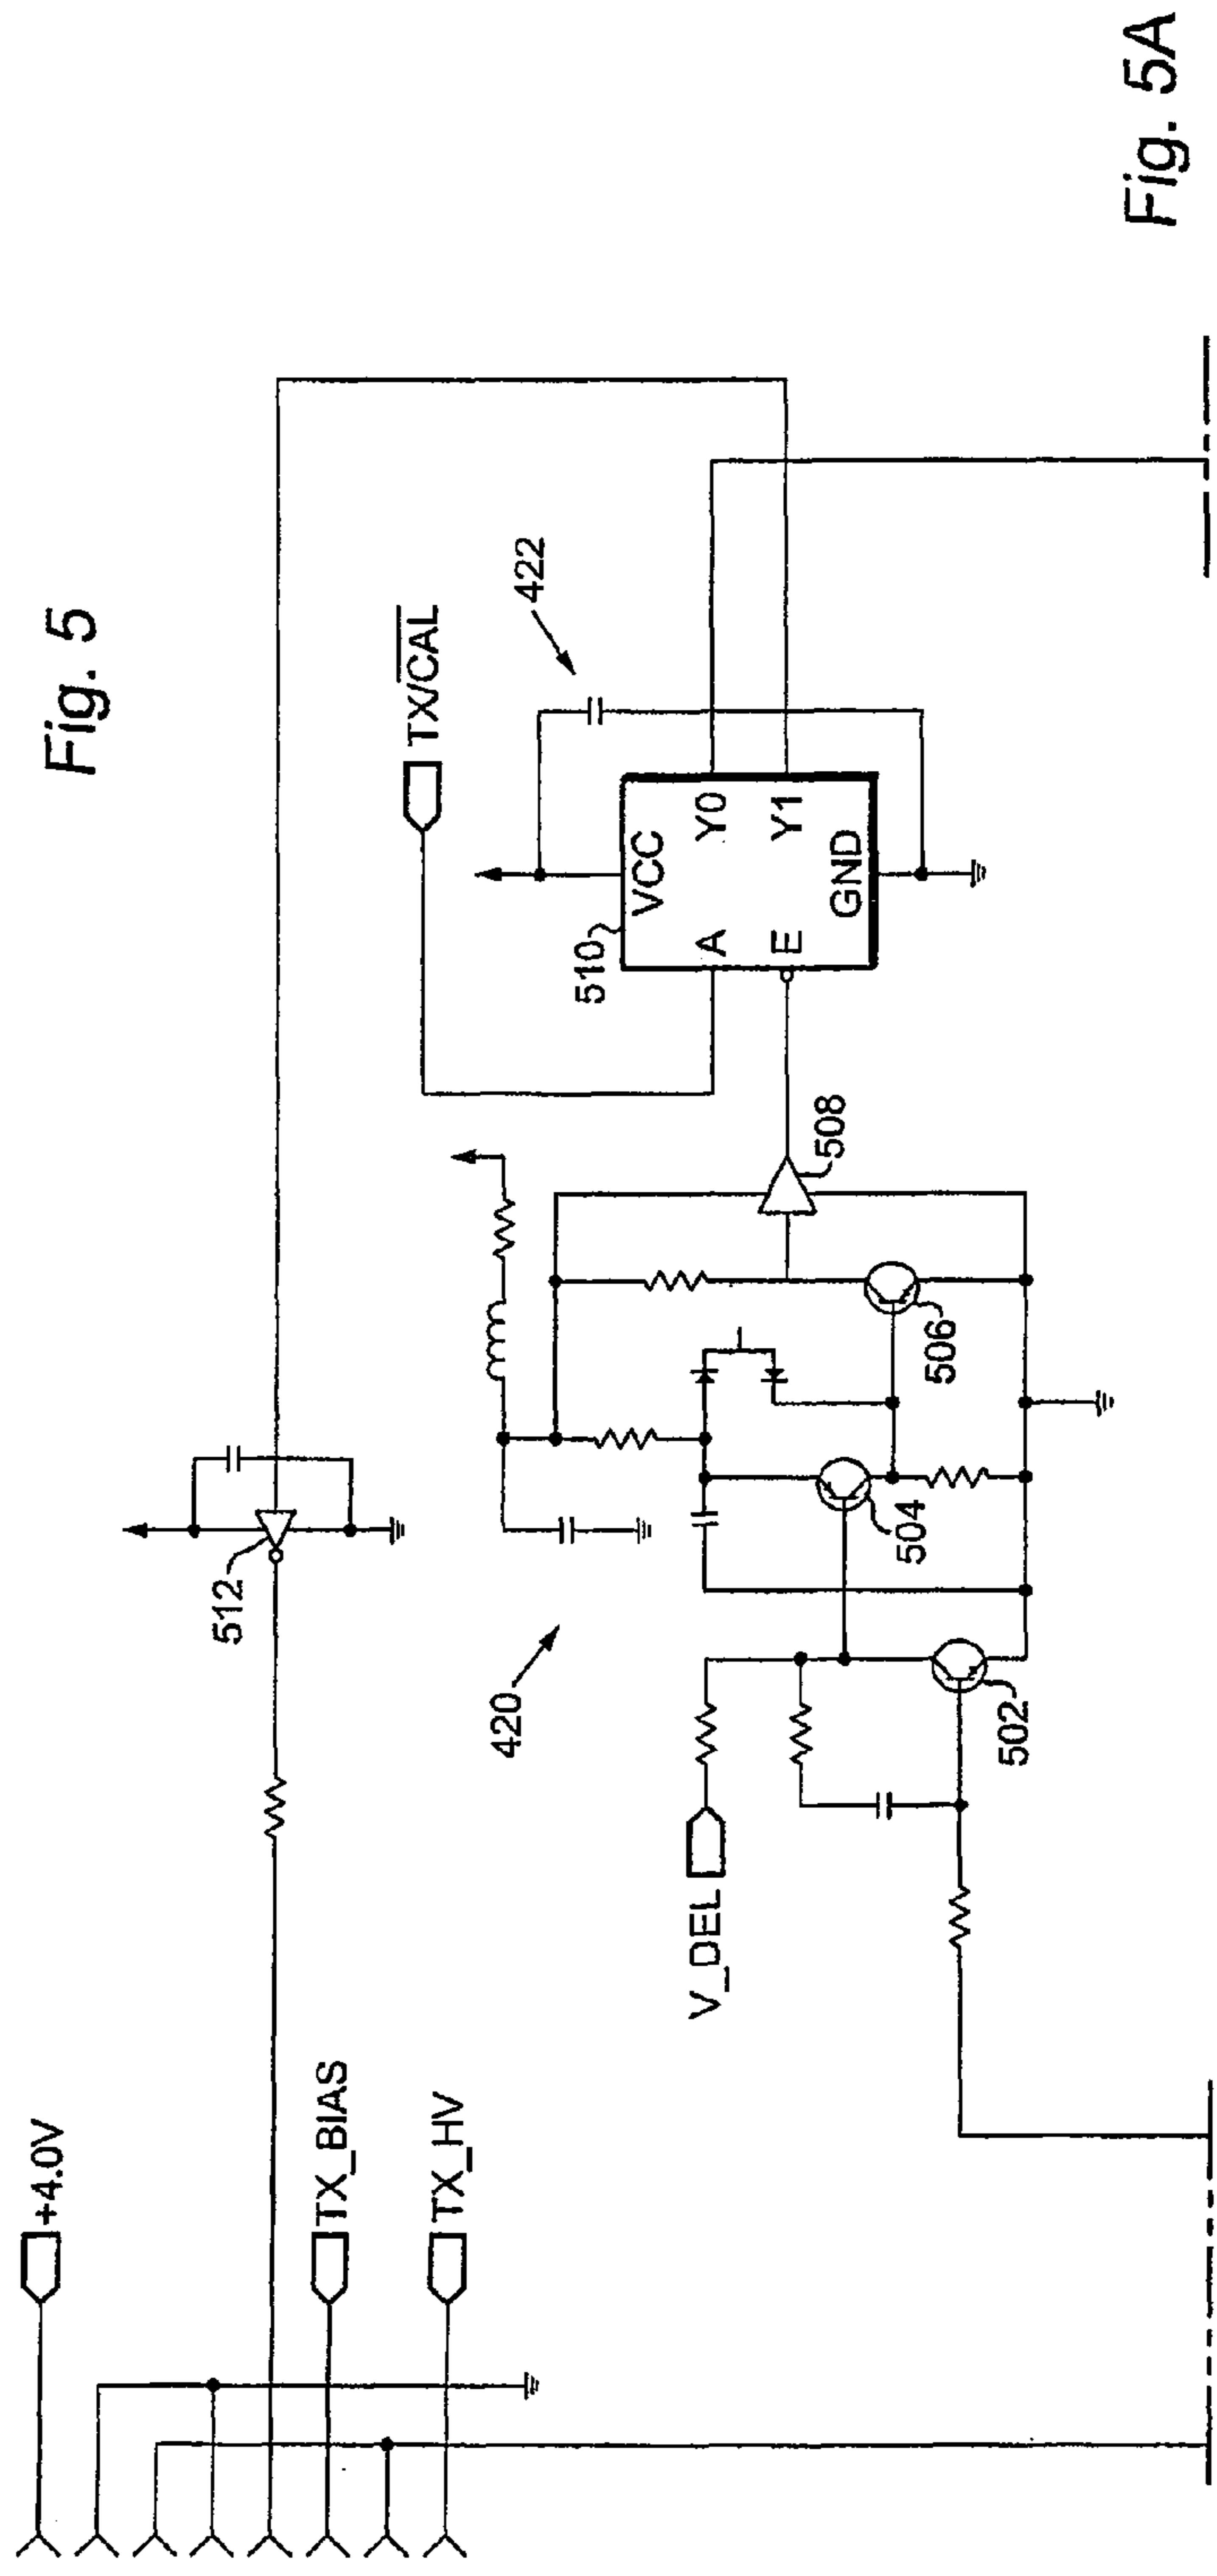 Fig. 5
+4.0V
TX_BIAS
TX_HV
512
420
V_DEL
502
504
506
508
TX/C̅A̅L̅
422
510
VCC
A
Y0
E
Y1
GND
Fig. 5A